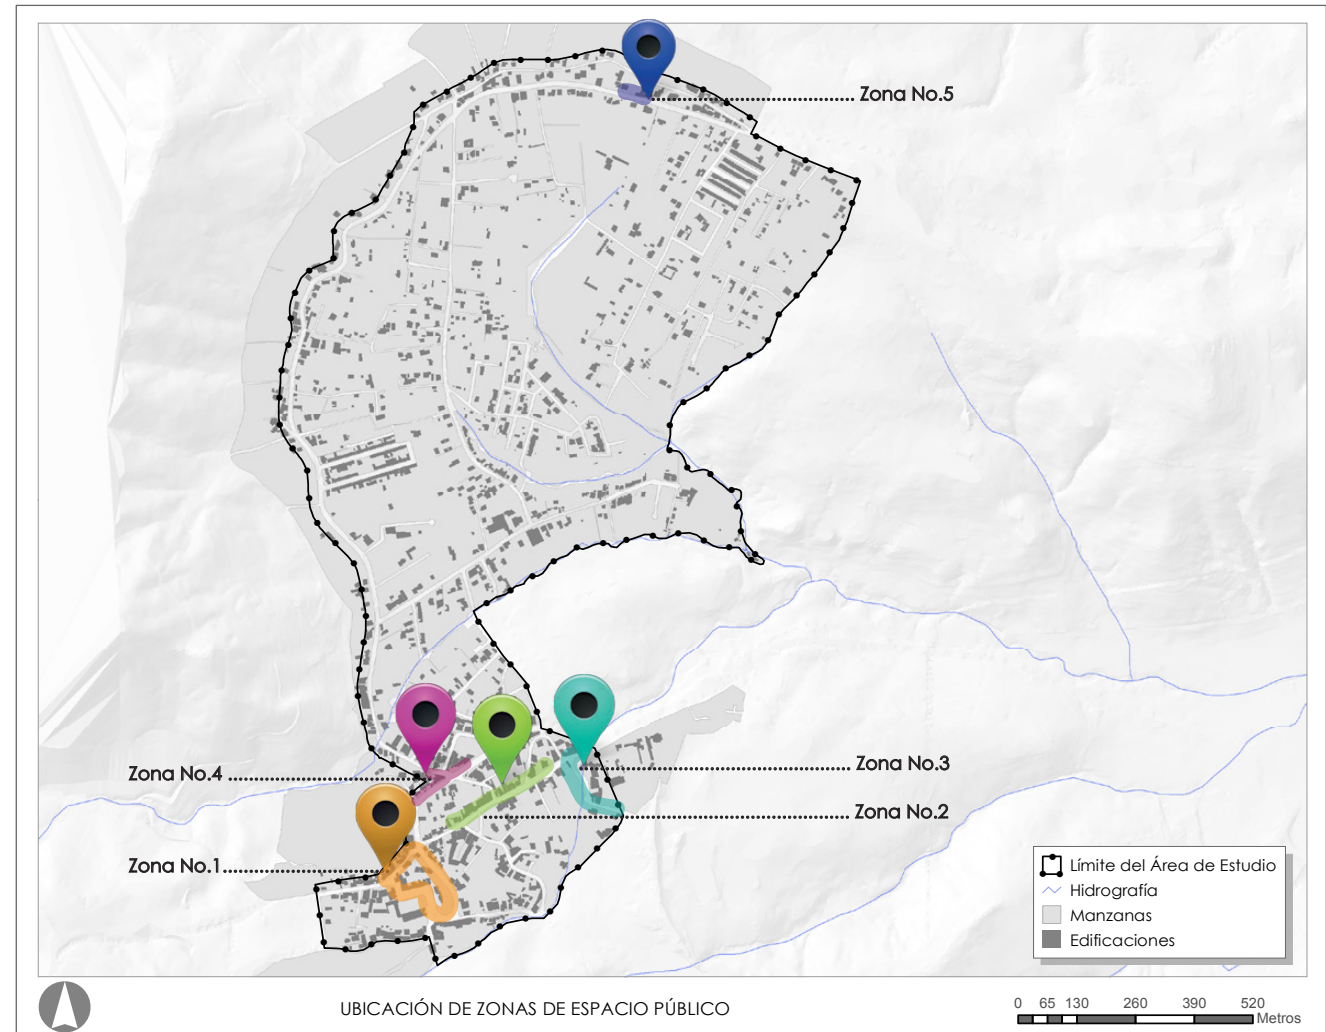 Zona No.5
Zona No.4
Zona No.3
Zona No.2
Zona No.1
Límite del Área de Estudio
Hidrografía
Manzanas
Edificaciones
UBICACIÓN DE ZONAS DE ESPACIO PÚBLICO
0 65 130 260 390 520
Metros